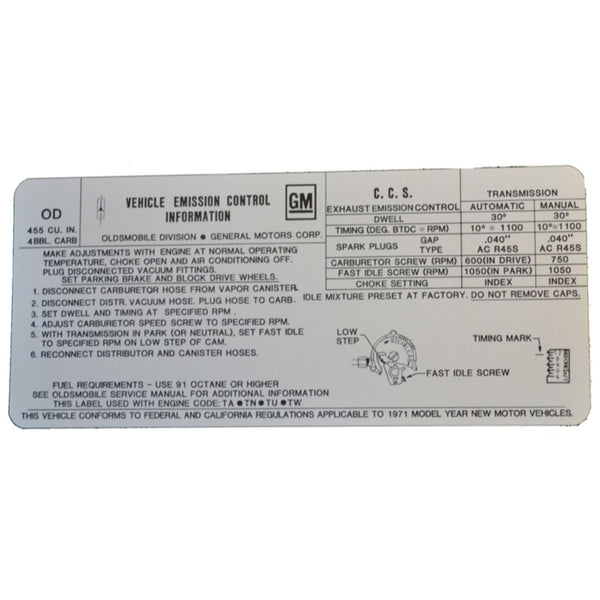 OD
455 CU. IN.
4BBL. CARB
VEHICLE EMISSION CONTROL
INFORMATION
OLDSMOBILE DIVISION ● GENERAL MOTORS CORP.
GM
C. C. S. TRANSMISSION
EXHAUST EMISSION CONTROL AUTOMATIC MANUAL
DWELL 30° 30°
TIMING (DEG. BTDC @ RPM) 10° @ 1100 10°@1100
SPARK PLUGS GAP .040" .040"
TYPE AC R45S AC R45S
CARBURETOR SCREW (RPM) 600(IN DRIVE) 750
FAST IDLE SCREW (RPM) 1050(IN PARK) 1050
CHOKE SETTING INDEX INDEX
MAKE ADJUSTMENTS WITH ENGINE AT NORMAL OPERATING
TEMPERATURE, CHOKE OPEN AND AIR CONDITIONING OFF.
PLUG DISCONNECTED VACUUM FITTINGS.
SET PARKING BRAKE AND BLOCK DRIVE WHEELS.
1. DISCONNECT CARBURETOR HOSE FROM VAPOR CANISTER.
2. DISCONNECT DISTR. VACUUM HOSE. PLUG HOSE TO CARB. IDLE MIXTURE PRESET AT FACTORY. DO NOT REMOVE CAPS.
3. SET DWELL AND TIMING AT SPECIFIED RPM.
4. ADJUST CARBURETOR SPEED SCREW TO SPECIFIED RPM.
5. WITH TRANSMISSION IN PARK (OR NEUTRAL), SET FAST IDLE
TO SPECIFIED RPM ON LOW STEP OF CAM.
6. RECONNECT DISTRIBUTOR AND CANISTER HOSES.
LOW
STEP
FAST IDLE SCREW
TIMING MARK
FUEL REQUIREMENTS - USE 91 OCTANE OR HIGHER
SEE OLDSMOBILE SERVICE MANUAL FOR ADDITIONAL INFORMATION
THIS LABEL USED WITH ENGINE CODE: TA ● TN ● TU ● TW
THIS VEHICLE CONFORMS TO FEDERAL AND CALIFORNIA REGULATIONS APPLICABLE TO 1971 MODEL YEAR NEW MOTOR VEHICLES.